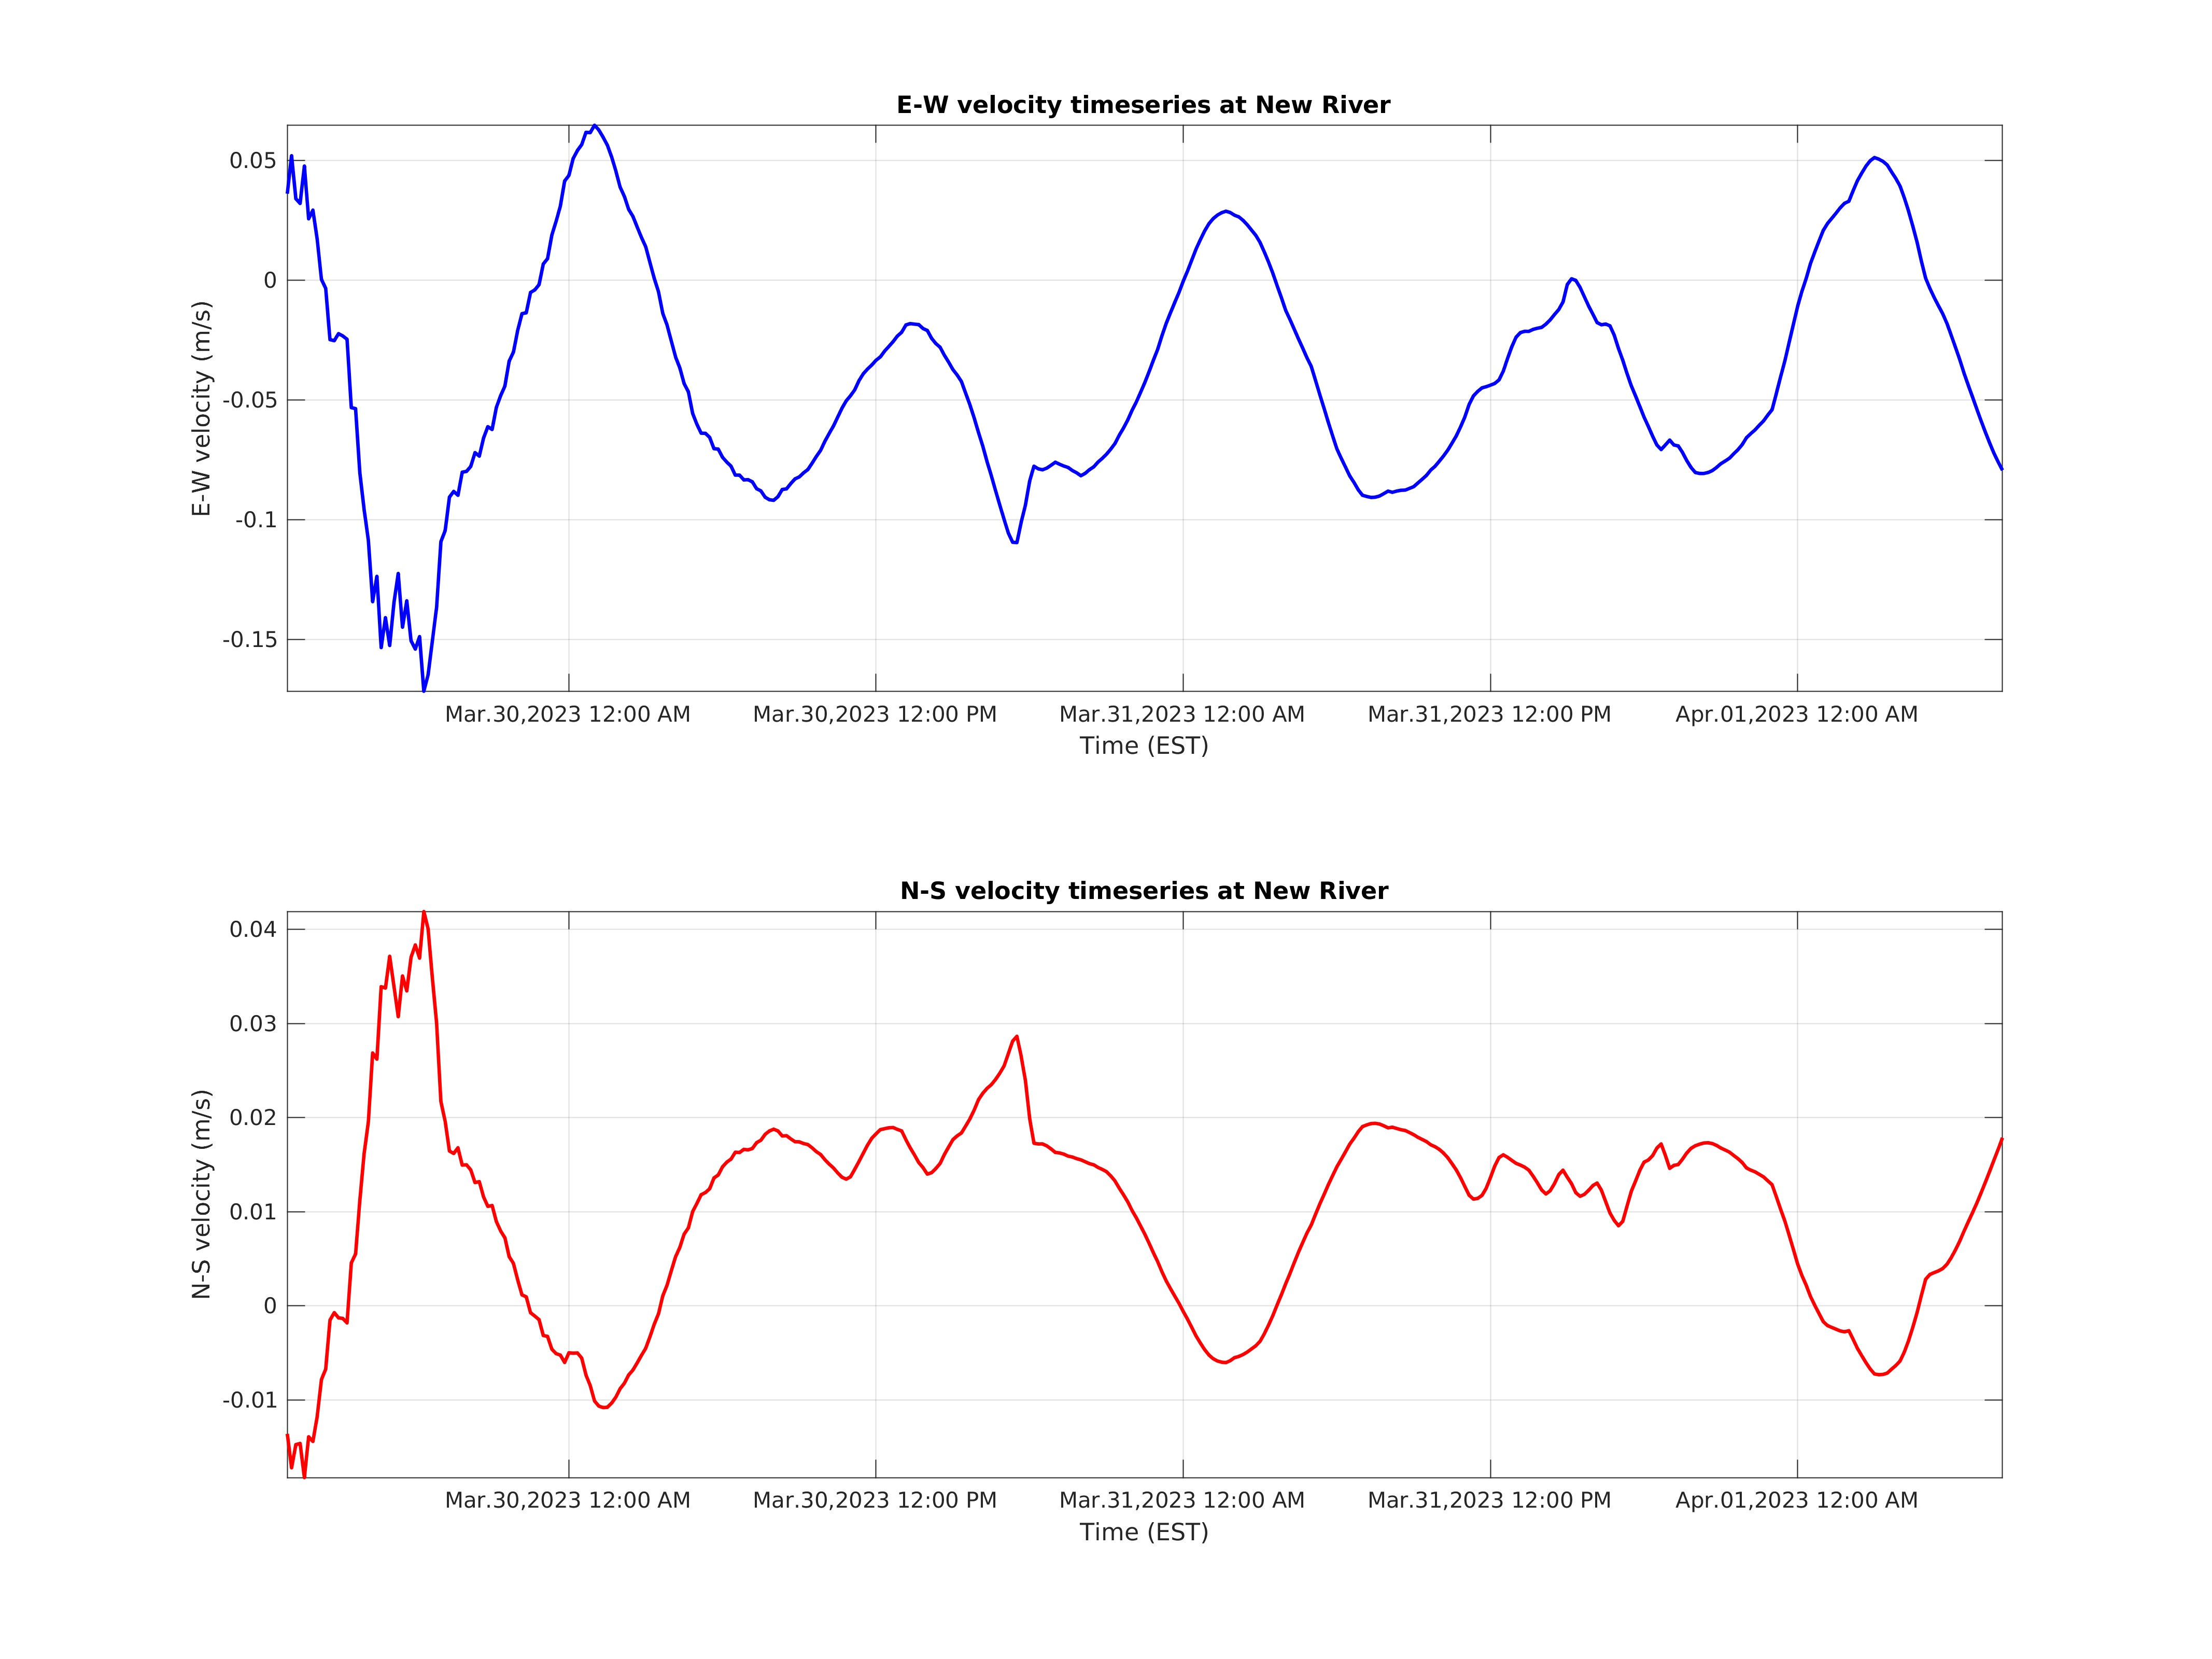 E-W velocity timeseries at New River
0.05
0
-0.05
-0.1
-0.15
E-W velocity (m/s)
Mar.30,2023 12:00 AM Mar.30,2023 12:00 PM Mar.31,2023 12:00 AM Mar.31,2023 12:00 PM Apr.01,2023 12:00 AM
Time (EST)
N-S velocity timeseries at New River
0.04
0.03
0.02
0.01
0
-0.01
N-S velocity (m/s)
Mar.30,2023 12:00 AM Mar.30,2023 12:00 PM Mar.31,2023 12:00 AM Mar.31,2023 12:00 PM Apr.01,2023 12:00 AM
Time (EST)